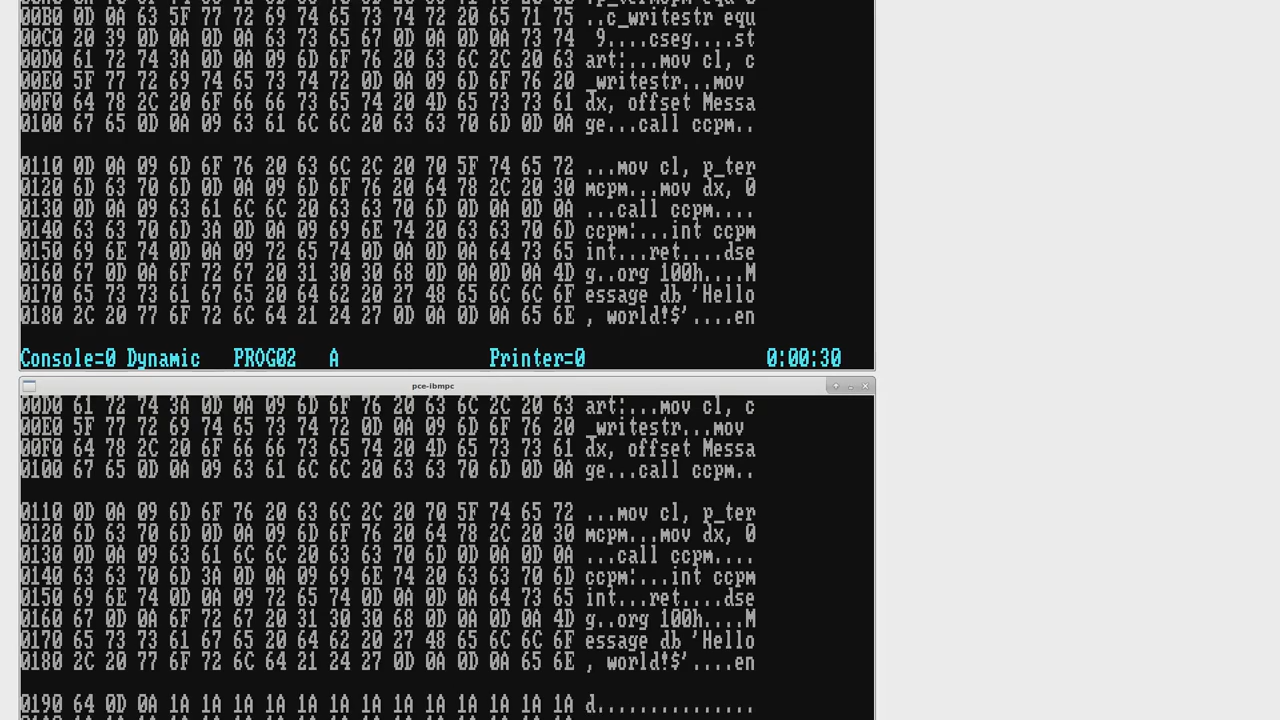 00B0 0D 0A 63 5F 77 72 69 74 65 73 74 72 20 65 71 75 ..c_writestr equ
00C0 20 39 0D 0A 0D 0A 63 73 65 67 0D 0A 0D 0A 73 74  9....cseg....st
00D0 61 72 74 3A 0D 0A 09 6D 6F 76 20 63 6C 2C 20 63 art:...mov cl, c
00E0 5F 77 72 69 74 65 73 74 72 0D 0A 09 6D 6F 76 20 _writestr...mov
00F0 64 78 2C 20 6F 66 66 73 65 74 20 4D 65 73 73 61 dx, offset Messa
0100 67 65 0D 0A 09 63 61 6C 6C 20 63 63 70 6D 0D 0A ge...call ccpm..
0110 0D 0A 09 6D 6F 76 20 63 6C 2C 20 70 5F 74 65 72 ...mov cl, p_ter
0120 6D 63 70 6D 0D 0A 09 6D 6F 76 20 64 78 2C 20 30 mcpm...mov dx, 0
0130 0D 0A 09 63 61 6C 6C 20 63 63 70 6D 0D 0A 0D 0A ...call ccpm....
0140 63 63 70 6D 3A 0D 0A 09 69 6E 74 20 63 63 70 6D ccpm:...int ccpm
0150 69 6E 74 0D 0A 09 72 65 74 0D 0A 0D 0A 64 73 65 int...ret....dse
0160 67 0D 0A 6F 72 67 20 31 30 30 68 0D 0A 0D 0A 4D g..org 100h....M
0170 65 73 73 61 67 65 20 64 62 20 27 48 65 6C 6C 6F essage db 'Hello
0180 2C 20 77 6F 72 6C 64 21 24 27 0D 0A 0D 0A 65 6E , world!$'....en
Console=0 Dynamic PROG02 A Printer=0 0:00:30
pce-ibmpc
00D0 61 72 74 3A 0D 0A 09 6D 6F 76 20 63 6C 2C 20 63 art:...mov cl, c
00E0 5F 77 72 69 74 65 73 74 72 0D 0A 09 6D 6F 76 20 _writestr...mov
00F0 64 78 2C 20 6F 66 66 73 65 74 20 4D 65 73 73 61 dx, offset Messa
0100 67 65 0D 0A 09 63 61 6C 6C 20 63 63 70 6D 0D 0A ge...call ccpm..
0110 0D 0A 09 6D 6F 76 20 63 6C 2C 20 70 5F 74 65 72 ...mov cl, p_ter
0120 6D 63 70 6D 0D 0A 09 6D 6F 76 20 64 78 2C 20 30 mcpm...mov dx, 0
0130 0D 0A 09 63 61 6C 6C 20 63 63 70 6D 0D 0A 0D 0A ...call ccpm....
0140 63 63 70 6D 3A 0D 0A 09 69 6E 74 20 63 63 70 6D ccpm:...int ccpm
0150 69 6E 74 0D 0A 09 72 65 74 0D 0A 0D 0A 64 73 65 int...ret....dse
0160 67 0D 0A 6F 72 67 20 31 30 30 68 0D 0A 0D 0A 4D g..org 100h....M
0170 65 73 73 61 67 65 20 64 62 20 27 48 65 6C 6C 6F essage db 'Hello
0180 2C 20 77 6F 72 6C 64 21 24 27 0D 0A 0D 0A 65 6E , world!$'....en
0190 64 0D 0A 1A 1A 1A 1A 1A 1A 1A 1A 1A 1A 1A 1A 1A d...............